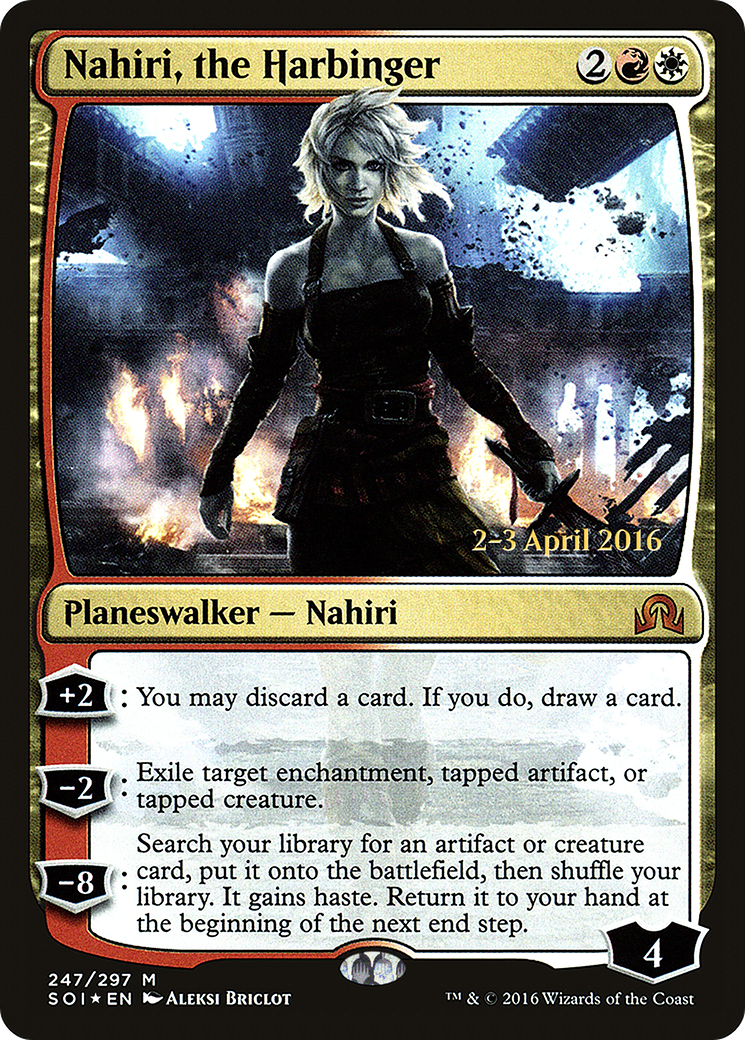 Nahiri, the Harbinger 2
2–3 April 2016
Planeswalker — Nahiri
+2 : You may discard a card. If you do, draw a card.
−2 : Exile target enchantment, tapped artifact, or
tapped creature.
Search your library for an artifact or creature
−8 : card, put it onto the battlefield, then shuffle your
library. It gains haste. Return it to your hand at
the beginning of the next end step.
4
247/297 M
SOI★EN Aleksi Briclot
™ & © 2016 Wizards of the Coast